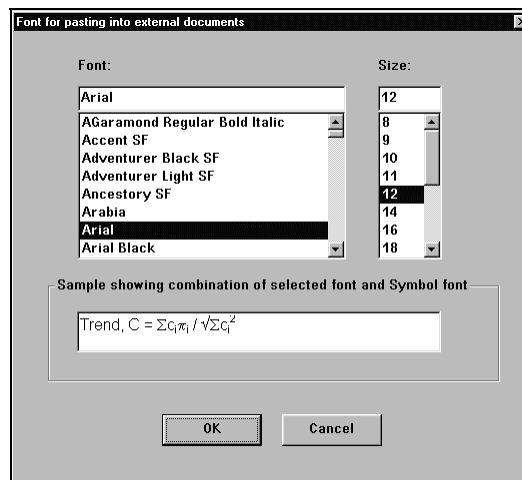 Font for pasting into external documents
Font: Size:
Arial 12
AGaramond Regular Bold Italic 8
Accent SF 9
Adventurer Black SF 10
Adventurer Light SF 11
Ancestory SF 12
Arabia 14
Arial 16
Arial Black 18
Sample showing combination of selected font and Symbol font
Trend, C = Σcᵢπᵢ / √Σcᵢ²
OK Cancel